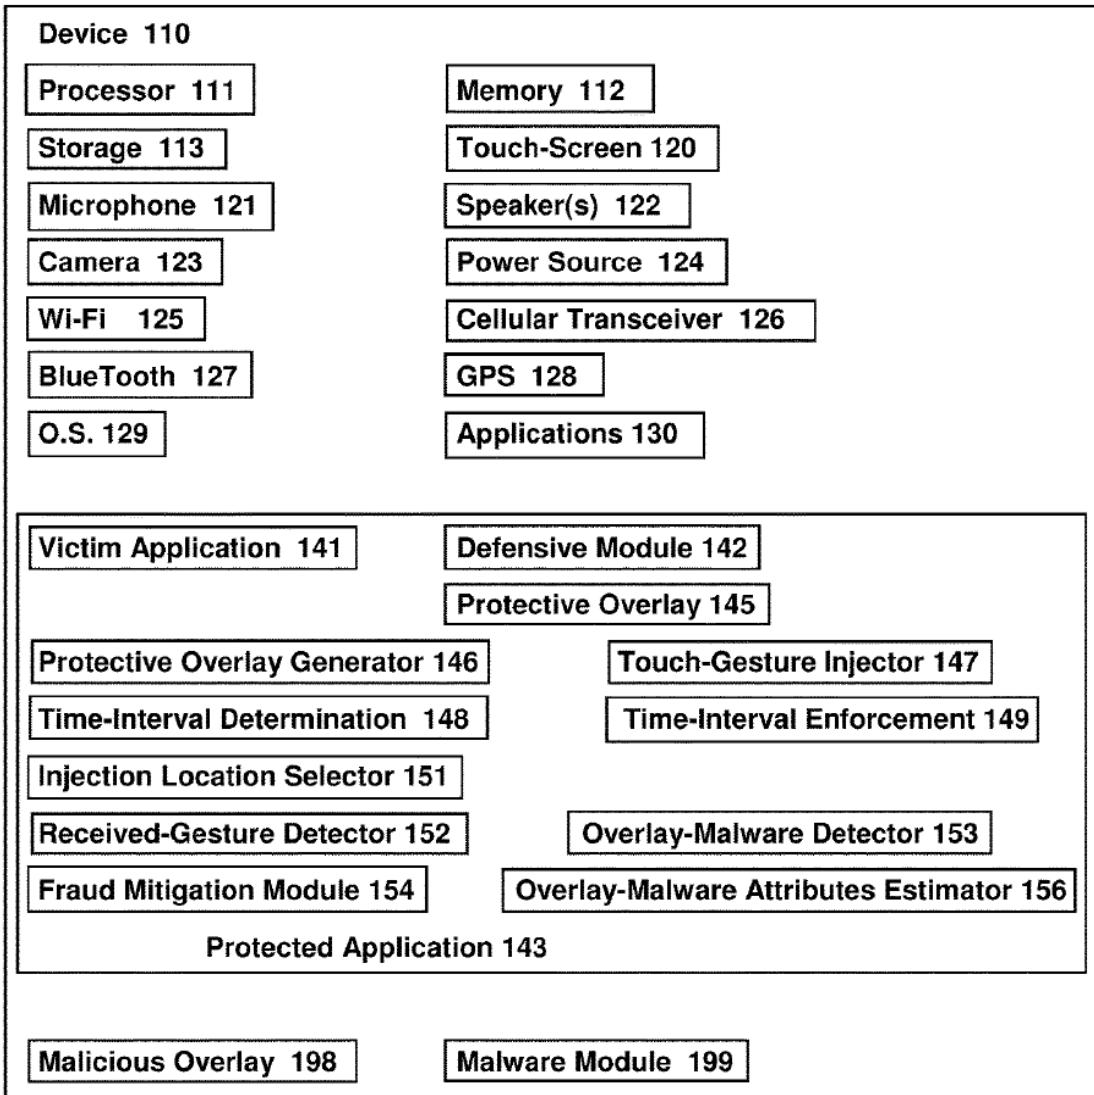 Device 110
Processor 111 Memory 112
Storage 113 Touch-Screen 120
Microphone 121 Speaker(s) 122
Camera 123 Power Source 124
Wi-Fi 125 Cellular Transceiver 126
BlueTooth 127 GPS 128
O.S. 129 Applications 130
Victim Application 141 Defensive Module 142
Protective Overlay 145
Protective Overlay Generator 146 Touch-Gesture Injector 147
Time-Interval Determination 148 Time-Interval Enforcement 149
Injection Location Selector 151
Received-Gesture Detector 152 Overlay-Malware Detector 153
Fraud Mitigation Module 154 Overlay-Malware Attributes Estimator 156
Protected Application 143
Malicious Overlay 198 Malware Module 199